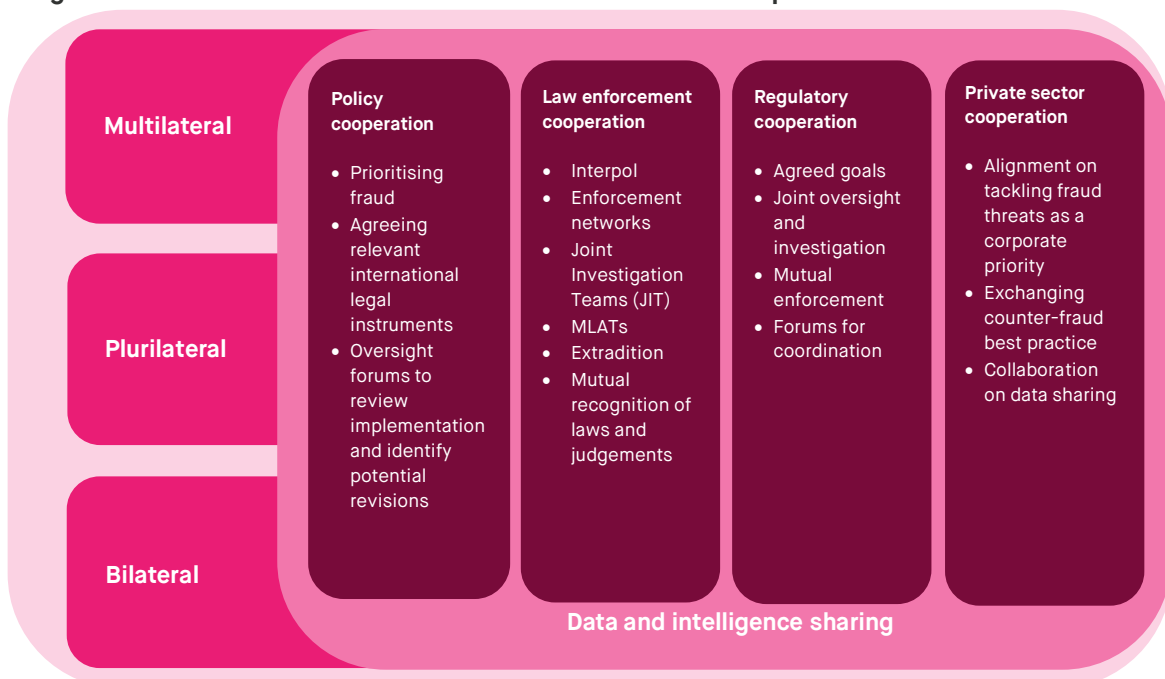 Multilateral
Plurilateral
Bilateral
Policy
cooperation
• Prioritising
fraud
• Agreeing
relevant
international
legal
instruments
• Oversight
forums to
review
implementation
and identify
potential
revisions
Law enforcement
cooperation
• Interpol
• Enforcement
networks
• Joint
Investigation
Teams (JIT)
• MLATs
• Extradition
• Mutual
recognition of
laws and
judgements
Regulatory
cooperation
• Agreed goals
• Joint oversight
and
investigation
• Mutual
enforcement
• Forums for
coordination
Private sector
cooperation
• Alignment on
tackling fraud
threats as a
corporate
priority
• Exchanging
counter-fraud
best practice
• Collaboration
on data sharing
Data and intelligence sharing